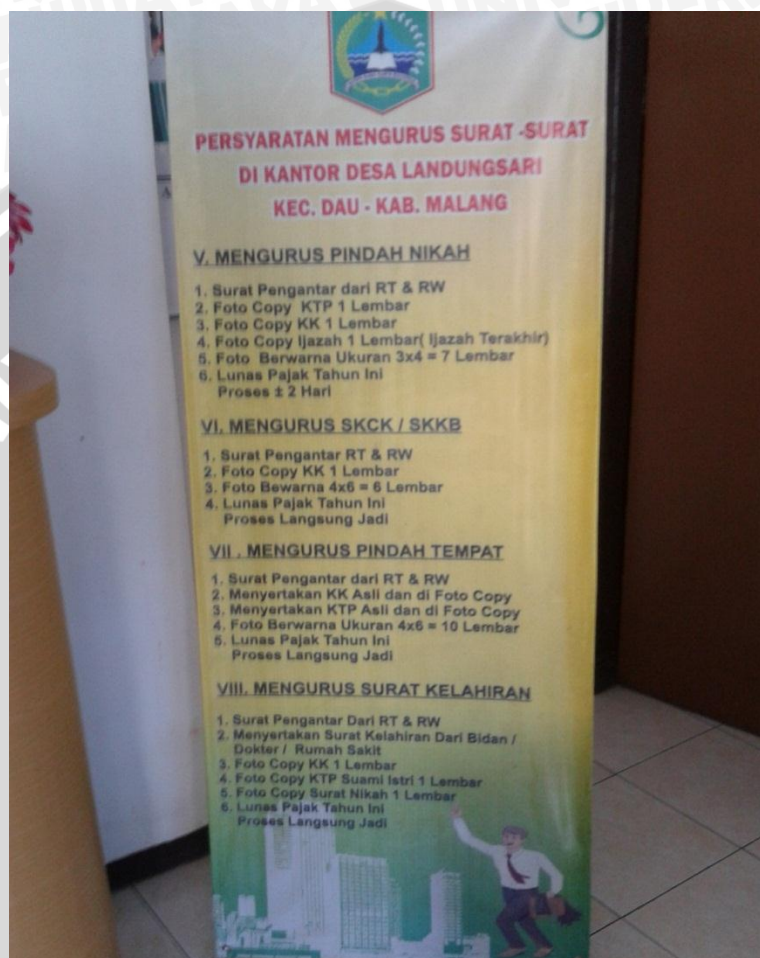 PERSYARATAN MENGURUS SURAT -SURAT
DI KANTOR DESA LANDUNGSARI
KEC. DAU - KAB. MALANG
V. MENGURUS PINDAH NIKAH
1. Surat Pengantar dari RT & RW
2. Foto Copy KTP 1 Lembar
3. Foto Copy KK 1 Lembar
4. Foto Copy Ijazah 1 Lembar( Ijazah Terakhir)
5. Foto Berwarna Ukuran 3x4 = 7 Lembar
6. Lunas Pajak Tahun Ini
Proses ± 2 Hari
VI. MENGURUS SKCK / SKKB
1. Surat Pengantar RT & RW
2. Foto Copy KK 1 Lembar
3. Foto Bewarna 4x6 = 6 Lembar
4. Lunas Pajak Tahun Ini
Proses Langsung Jadi
VII . MENGURUS PINDAH TEMPAT
1. Surat Pengantar dari RT & RW
2. Menyertakan KK Asli dan di Foto Copy
3. Menyertakan KTP Asli dan di Foto Copy
4. Foto Berwarna Ukuran 4x6 = 10 Lembar
5. Lunas Pajak Tahun Ini
Proses Langsung Jadi
VIII. MENGURUS SURAT KELAHIRAN
1. Surat Pengantar Dari RT & RW
2. Menyertakan Surat Kelahiran Dari Bidan /
Dokter / Rumah Sakit
3. Foto Copy KK 1 Lembar
4. Foto Copy KTP Suami Istri 1 Lembar
5. Foto Copy Surat Nikah 1 Lembar
6. Lunas Pajak Tahun Ini
Proses Langsung Jadi